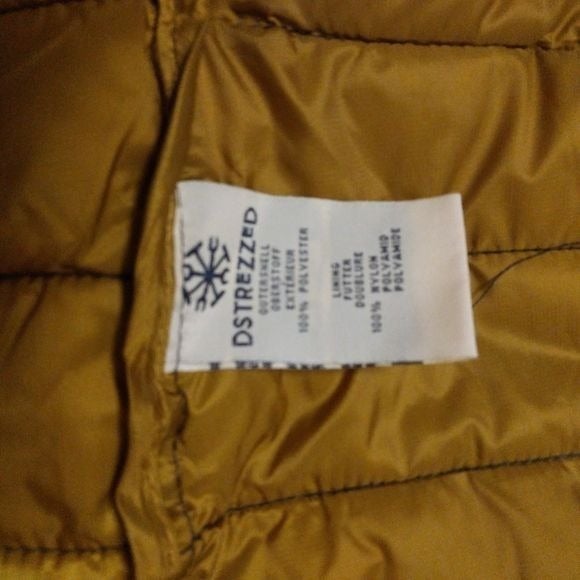 DSTREZZED
OUTERSHELL
OBERSTOFF
EXTÉRIEUR
100% POLYESTER
LINING
FUTTER
DOUBLURE
100% NYLON
POLYAMID
POLYAMIDE